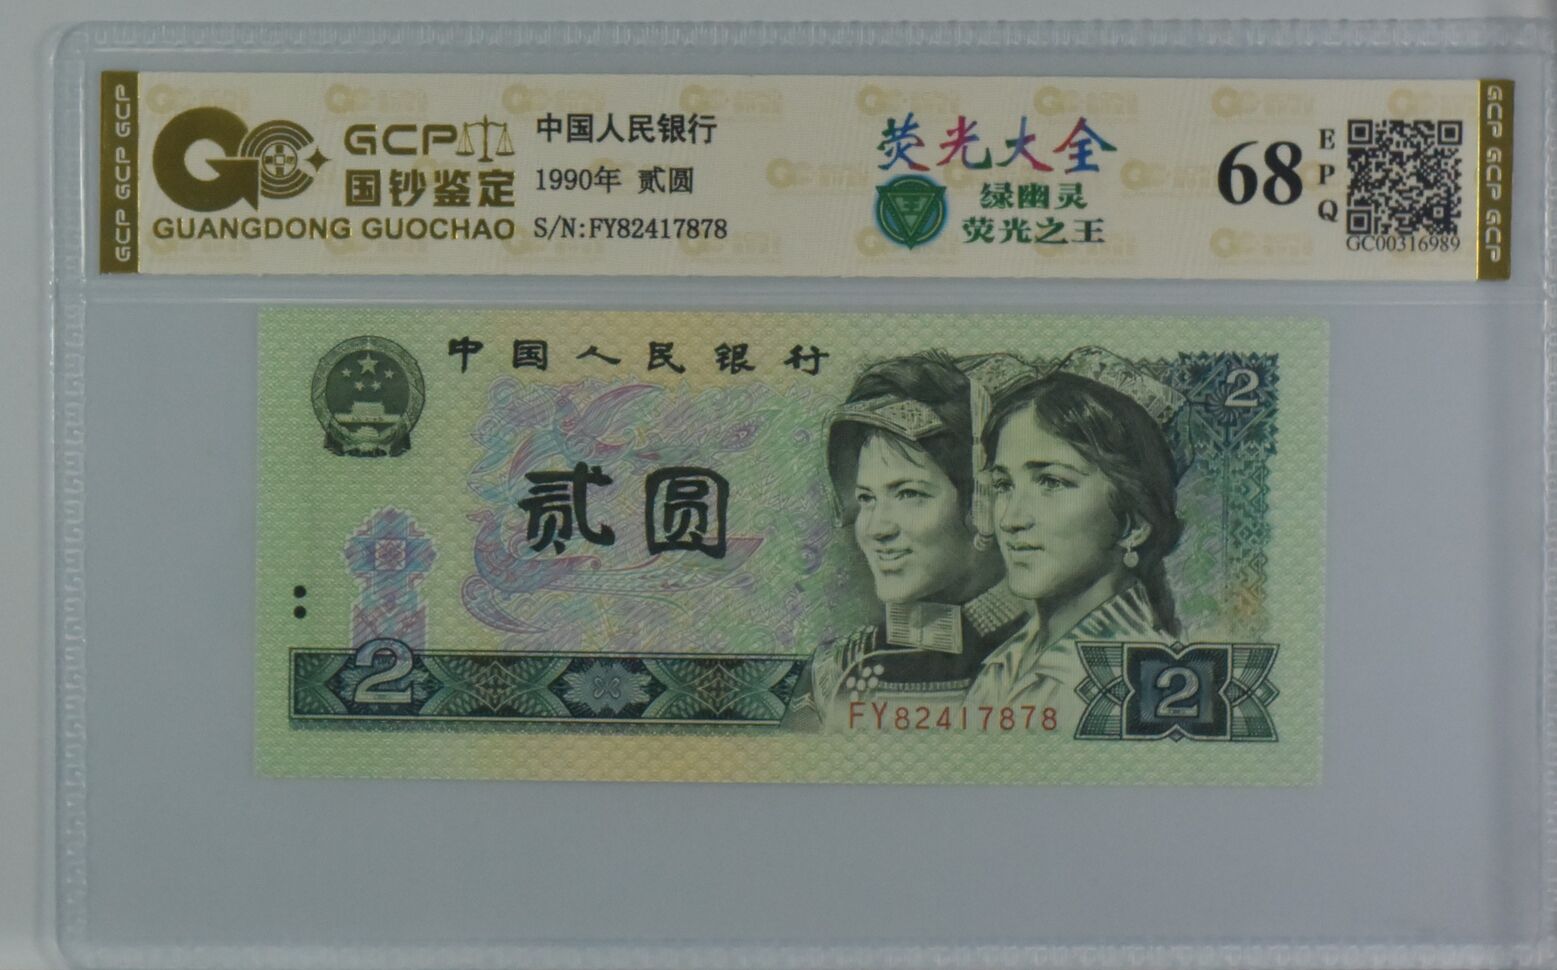 GCP GCP GCP
GCP
国钞鉴定
GUANGDONG GUOCHAO
中国人民银行
1990年 贰圆
S/N:FY82417878
荧光大全
绿幽灵
荧光之王
王
68
EPQ
GC00316989
GCP GCP GCP
中国人民银行
2
贰圆
2
FY82417878
2